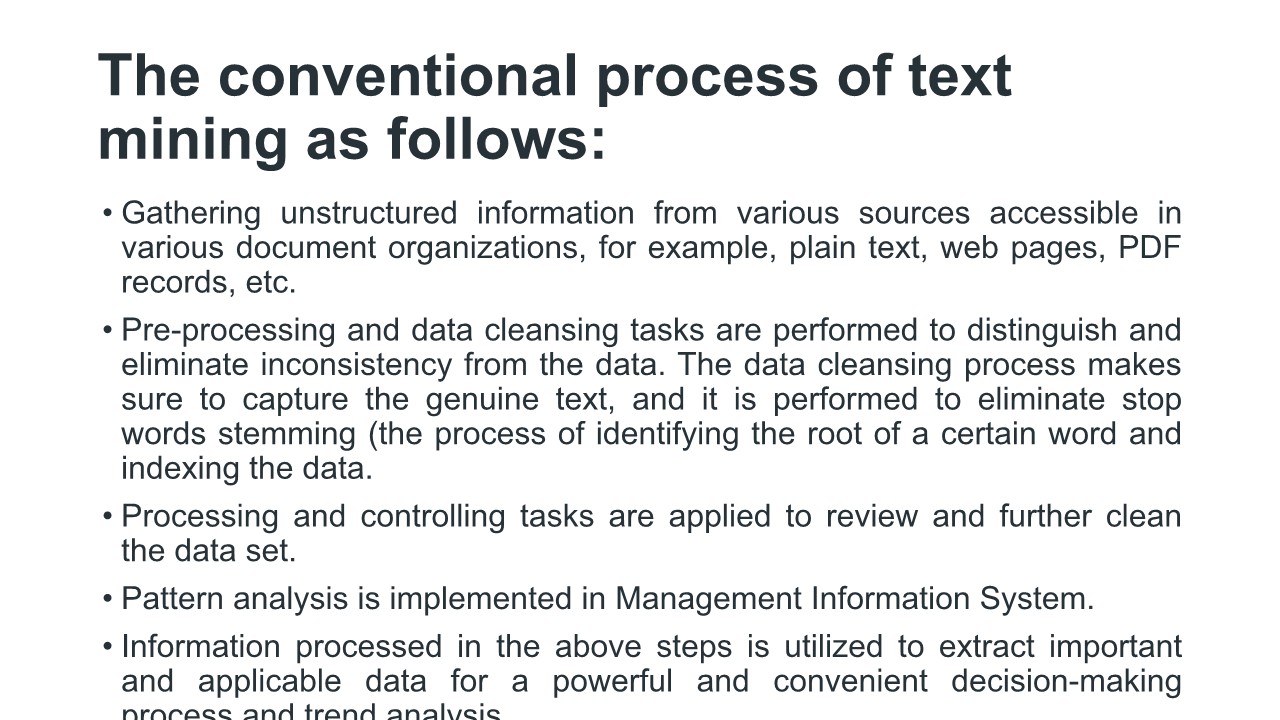 The conventional process of text
mining as follows:
• Gathering unstructured information from various sources accessible in
various document organizations, for example, plain text, web pages, PDF
records, etc.
• Pre-processing and data cleansing tasks are performed to distinguish and
eliminate inconsistency from the data. The data cleansing process makes
sure to capture the genuine text, and it is performed to eliminate stop
words stemming (the process of identifying the root of a certain word and
indexing the data.
• Processing and controlling tasks are applied to review and further clean
the data set.
• Pattern analysis is implemented in Management Information System.
• Information processed in the above steps is utilized to extract important
and applicable data for a powerful and convenient decision-making
process and trend analysis.